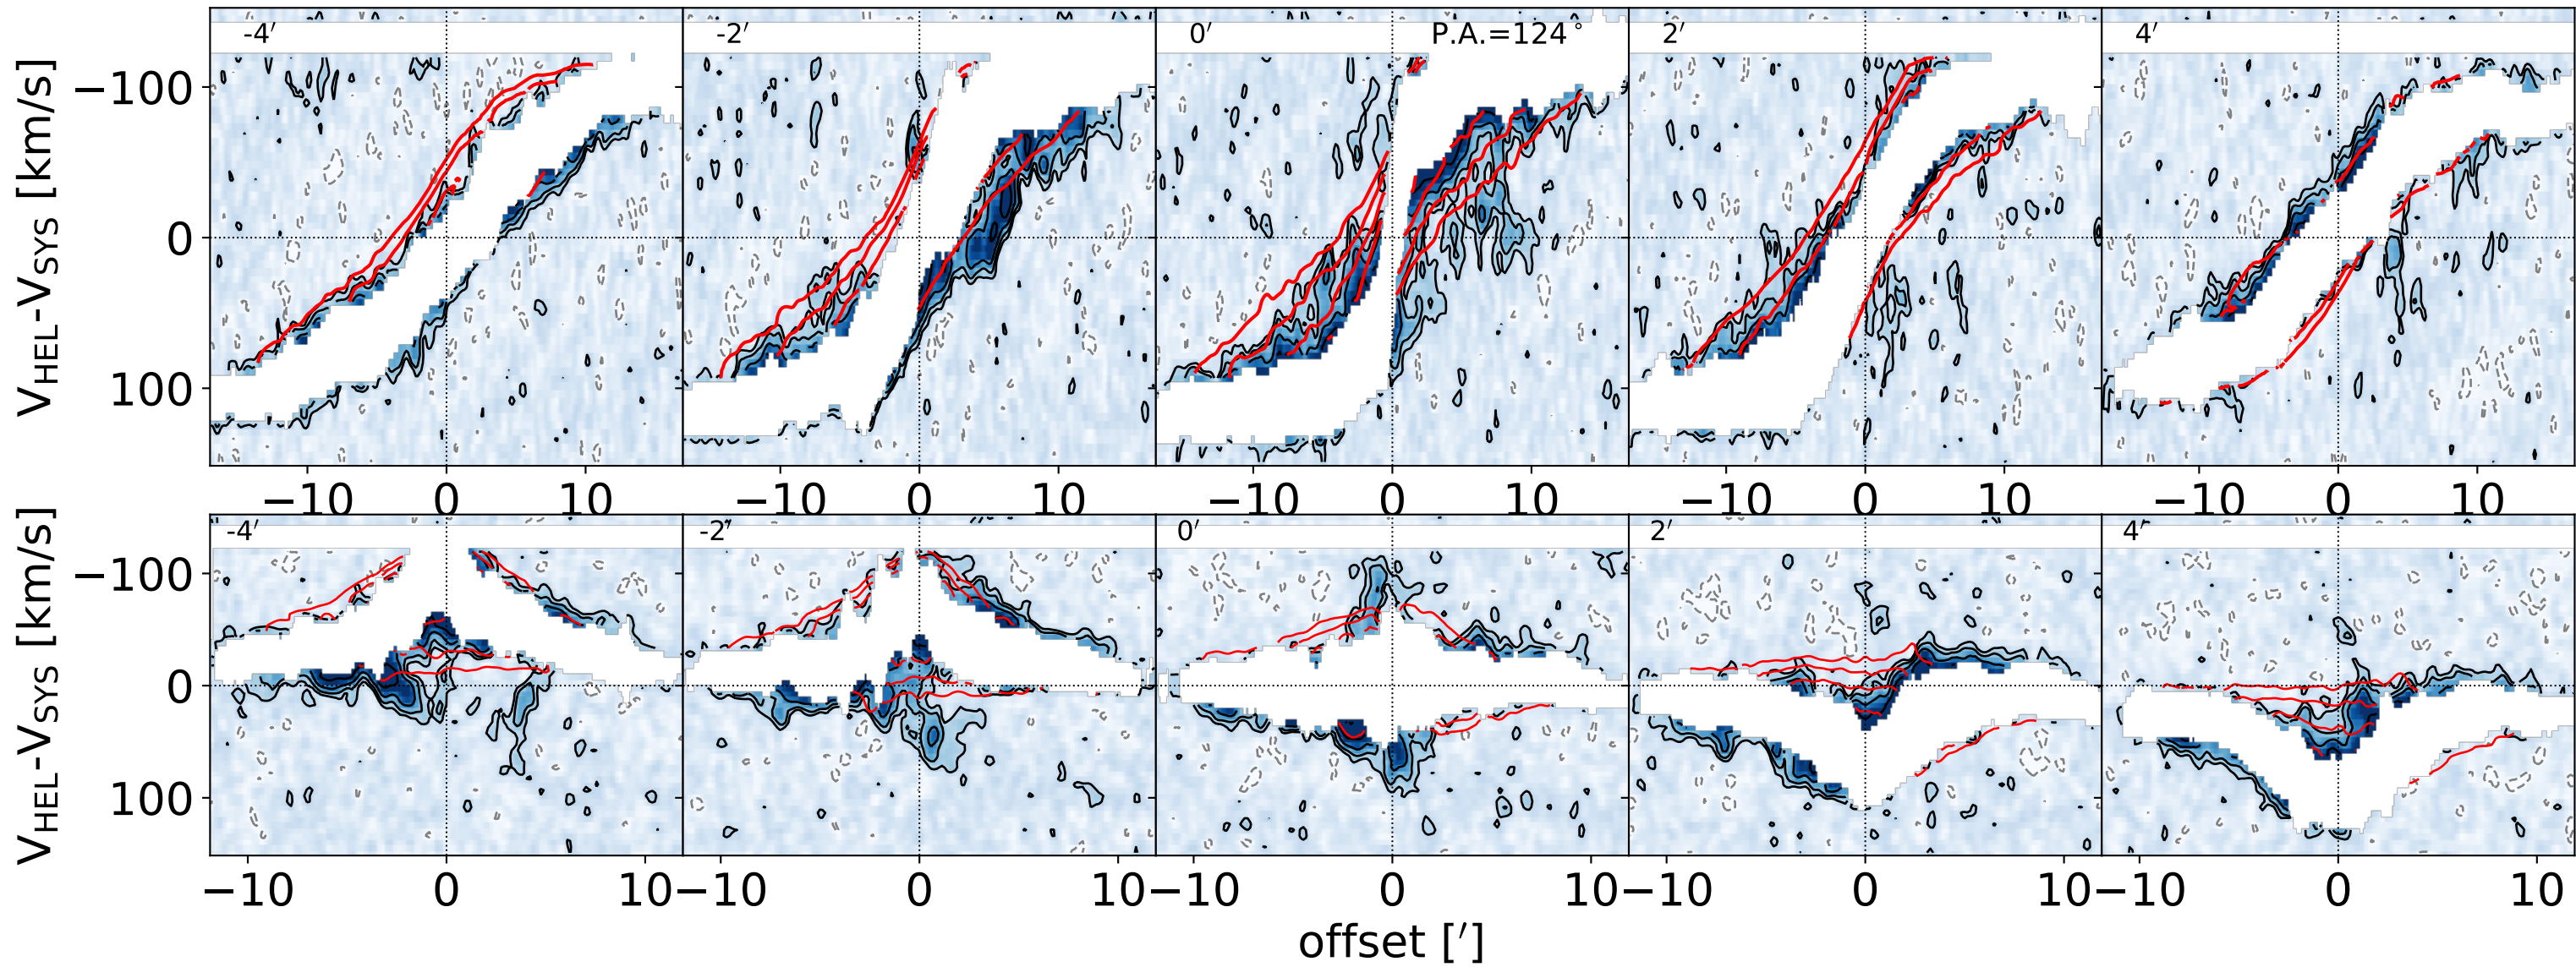 -4′ -2′ 0′ P.A.=124° 2′ 4′
V_HEL-V_SYS [km/s]
−100
0
100
−10 0 10 −10 0 10 −10 0 10 −10 0 10 −10 0 10
-4′ -2′ 0′ 2′ 4′
V_HEL-V_SYS [km/s]
−100
0
100
−10 0 10 −10 0 10 −10 0 10 −10 0 10 −10 0 10
offset [′]